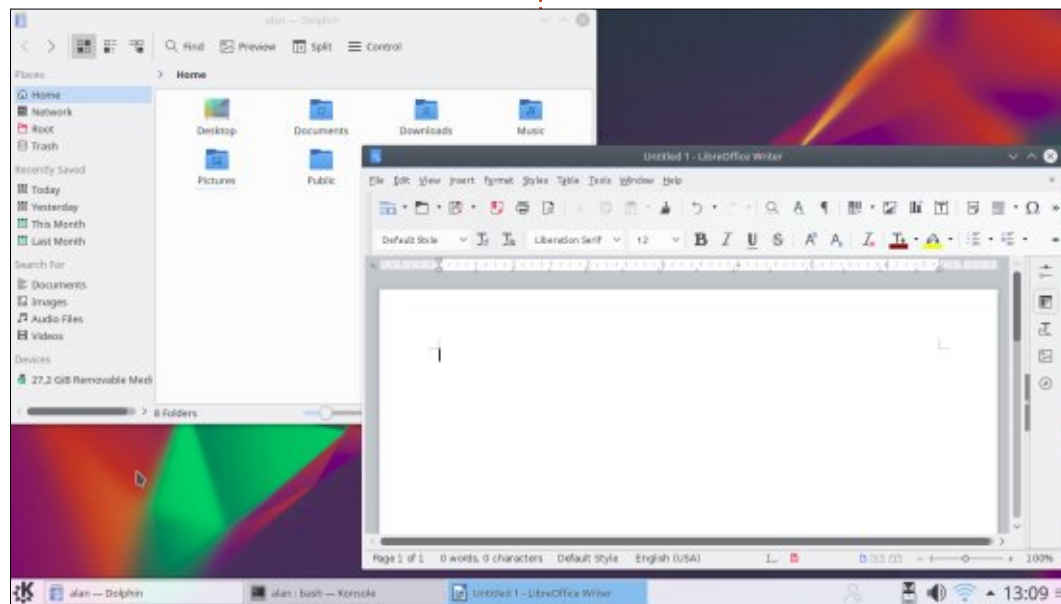 alan — Dolphin
Find Preview Split Control
Places
Home
Network
Root
Trash
Recently Saved
Today
Yesterday
This Month
Last Month
Search For
Documents
Images
Audio Files
Videos
Devices
27,2 GiB Removable Medi
> Home
Desktop Documents Downloads Music
Pictures Public
8 Folders
Untitled 1 - LibreOffice Writer
File Edit View Insert Format Styles Table Tools Window Help
Default Style Liberation Serif 12
Page 1 of 1 0 words, 0 characters Default Style English (USA) 100%
alan — Dolphin alan : bash — Konsole Untitled 1 - LibreOffice Writer 13:09